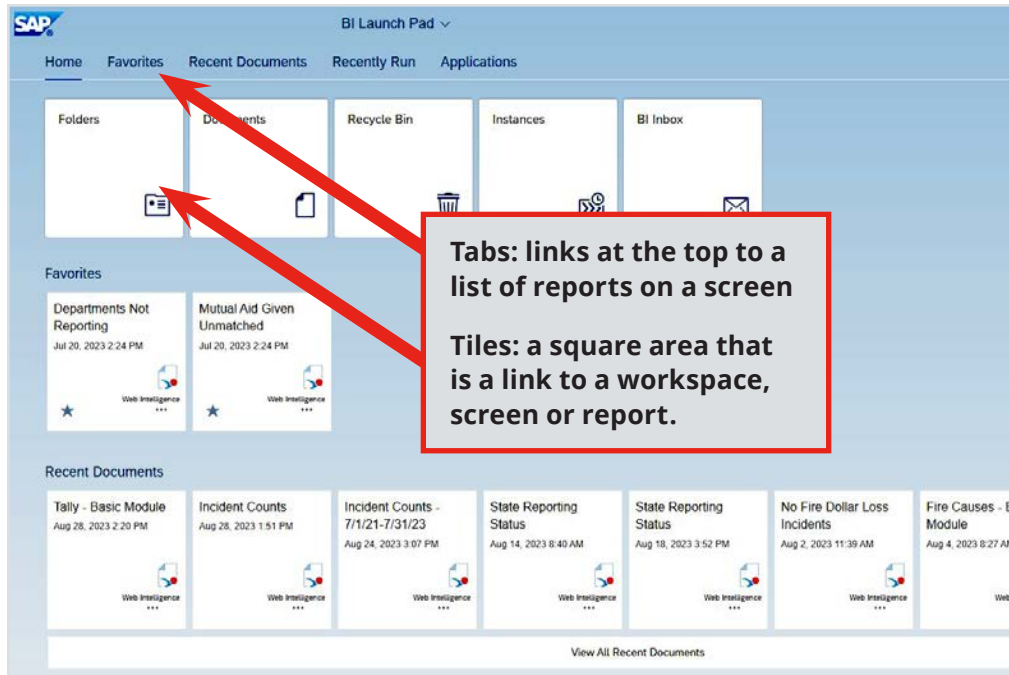 SAP
BI Launch Pad
Home Favorites Recent Documents Recently Run Applications
Folders Documents Recycle Bin Instances BI Inbox
Tabs: links at the top to a
list of reports on a screen
Tiles: a square area that
is a link to a workspace,
screen or report.
Favorites
Departments Not
Reporting
Jul 20, 2023 2:24 PM
Web Intelligence
Mutual Aid Given
Unmatched
Jul 20, 2023 2:24 PM
Web Intelligence
Recent Documents
Tally - Basic Module
Aug 28, 2023 2:20 PM
Web Intelligence
Incident Counts
Aug 28, 2023 1:51 PM
Web Intelligence
Incident Counts -
7/1/21-7/31/23
Aug 24, 2023 3:07 PM
Web Intelligence
State Reporting
Status
Aug 14, 2023 8:40 AM
Web Intelligence
State Reporting
Status
Aug 18, 2023 3:52 PM
Web Intelligence
No Fire Dollar Loss
Incidents
Aug 2, 2023 11:39 AM
Web Intelligence
Fire Causes -
Module
Aug 4, 2023 8:27
View All Recent Documents